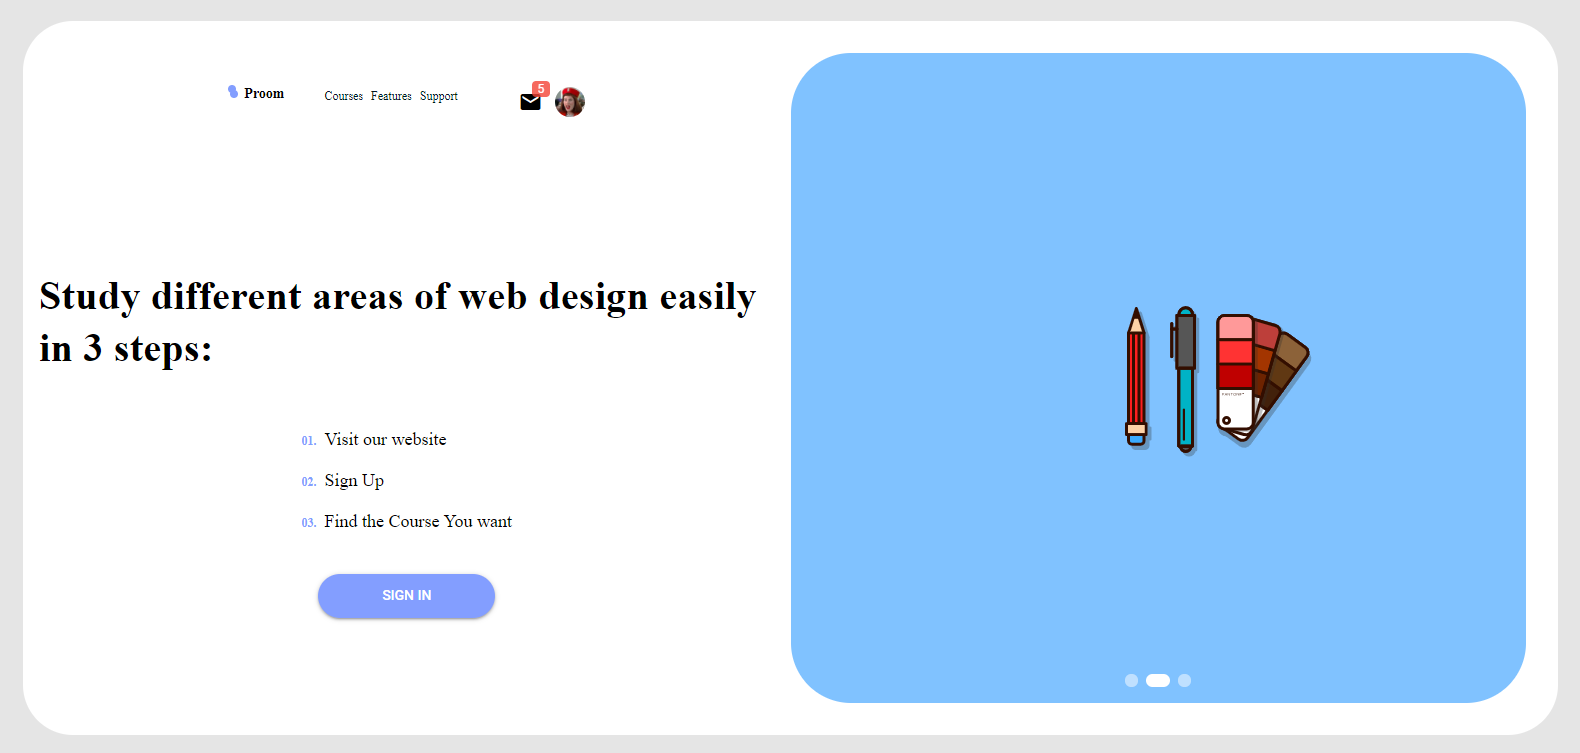 Proom
Courses Features Support
5
Study different areas of web design easily
in 3 steps:
01. Visit our website
02. Sign Up
03. Find the Course You want
SIGN IN
PANTONE™